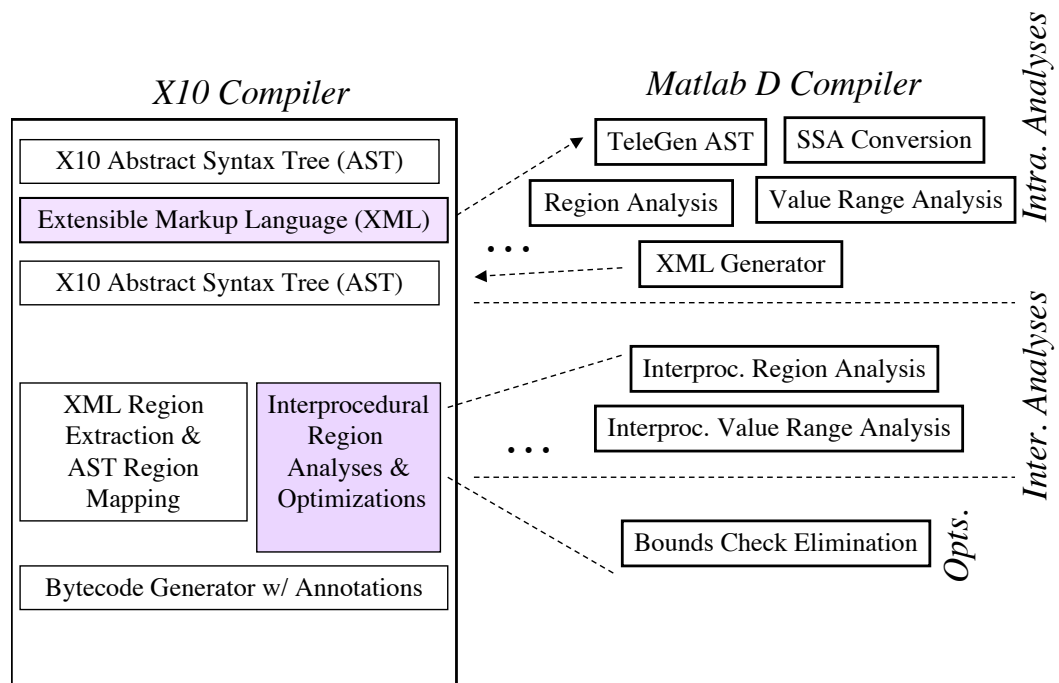 X10 Compiler
X10 Abstract Syntax Tree (AST)
Extensible Markup Language (XML)
X10 Abstract Syntax Tree (AST)
XML Region
Extraction &
AST Region
Mapping
Interprocedural
Region
Analyses &
Optimizations
Bytecode Generator w/ Annotations
Matlab D Compiler
TeleGen AST
SSA Conversion
Region Analysis
Value Range Analysis
...
XML Generator
Intra. Analyses
Interproc. Region Analysis
Interproc. Value Range Analysis
...
Inter. Analyses
Bounds Check Elimination
Opts.